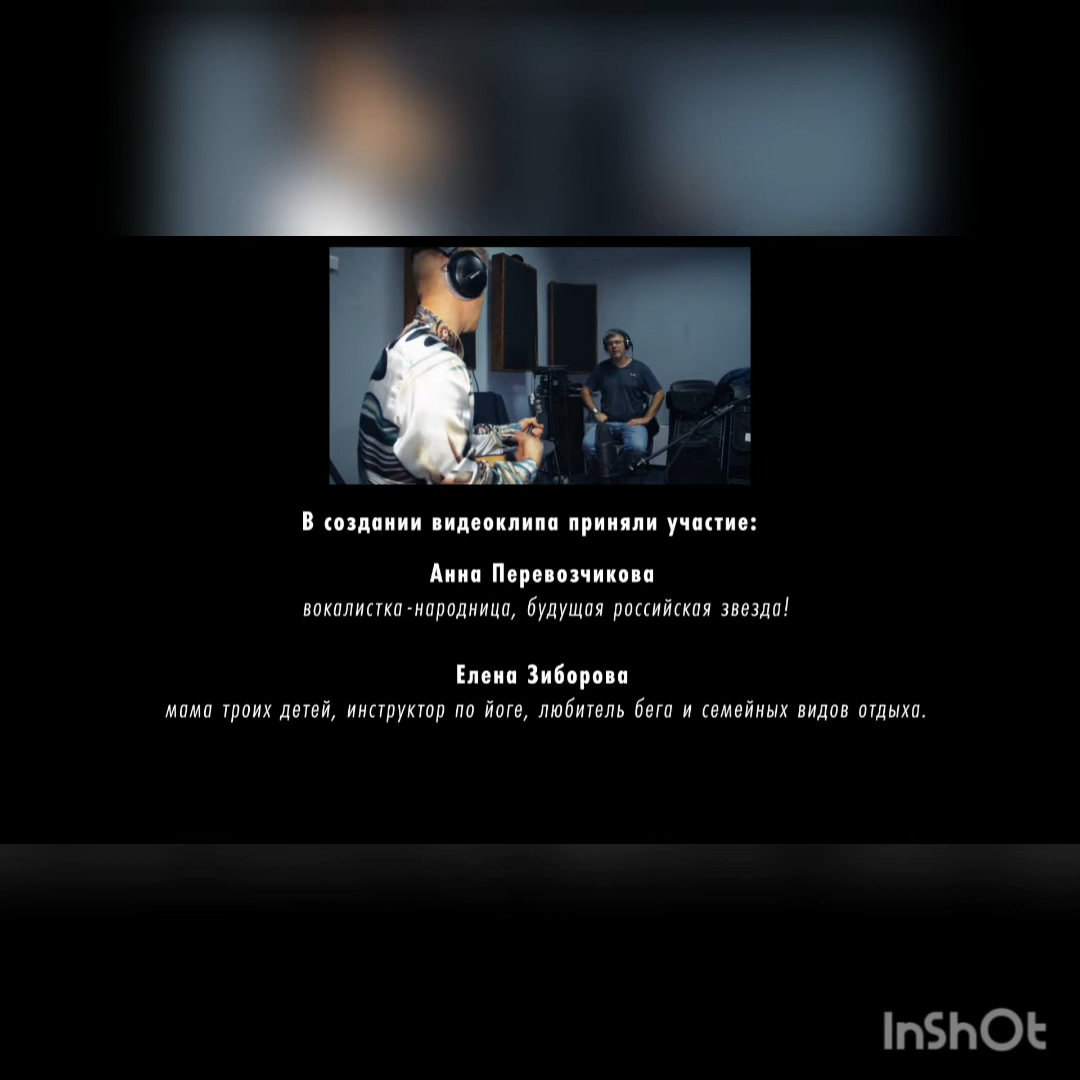 В создании видеоклипа приняли участие:
Анна Перевозчикова
вокалистка-народница, будущая российская звезда!
Елена Зиборова
мама троих детей, инструктор по йоге, любитель бега и семейных видов отдыха.
InShOt